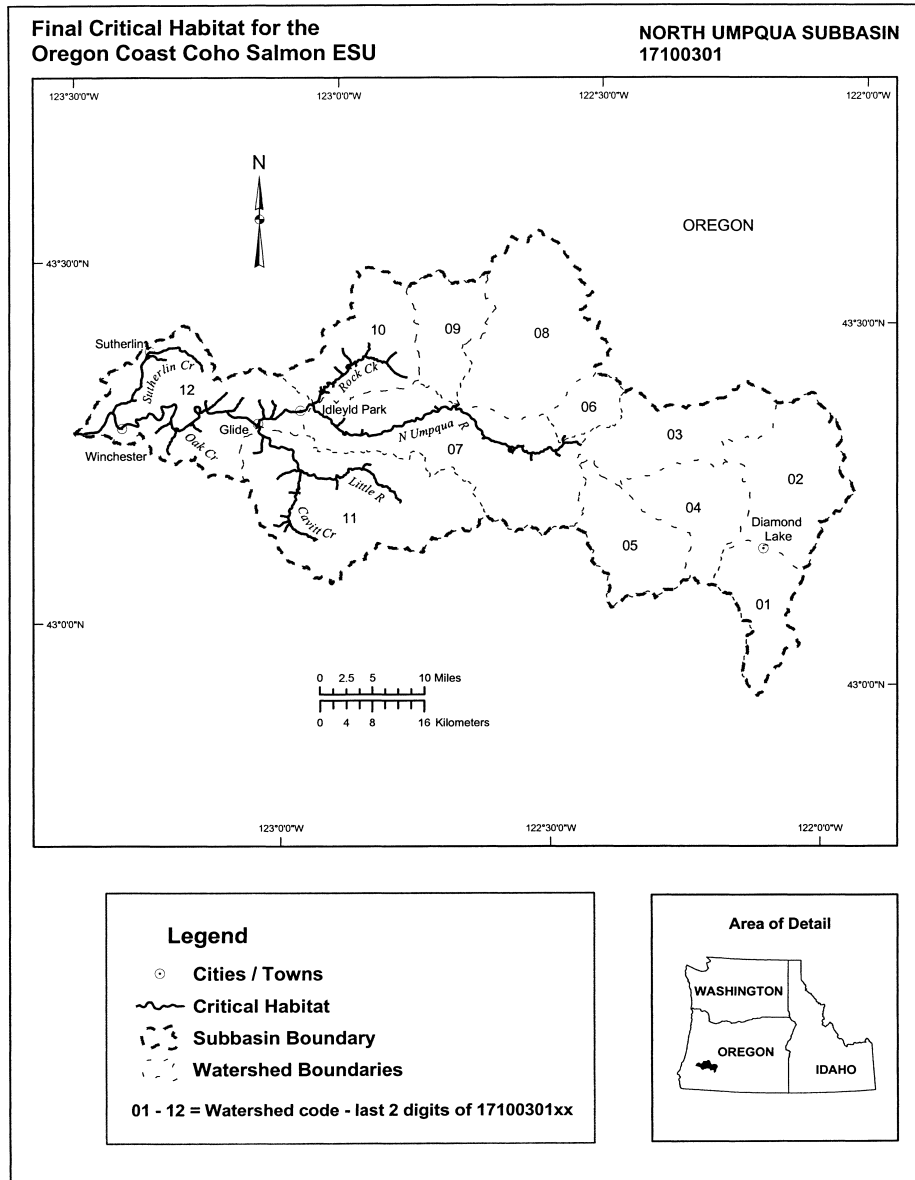 Final Critical Habitat for the
Oregon Coast Coho Salmon ESU
NORTH UMPQUA SUBBASIN
17100301
123°30'0"W
123°0'0"W
122°30'0"W
122°0'0"W
N
OREGON
43°30'0"N
43°30'0"N
Sutherlin
Sutherlin Cr
12
10
09
08
Rock Ck
Idleyld Park
06
03
Glide
N Umpqua R
07
02
Winchester
Oak Cr
Little R
04
Cavitt Cr
11
05
Diamond
Lake
01
43°0'0"N
43°0'0"N
0 2.5 5 10 Miles
0 4 8 16 Kilometers
123°0'0"W
122°30'0"W
122°0'0"W
Legend
Cities / Towns
Critical Habitat
Subbasin Boundary
Watershed Boundaries
01 - 12 = Watershed code - last 2 digits of 17100301xx
Area of Detail
WASHINGTON
OREGON
IDAHO